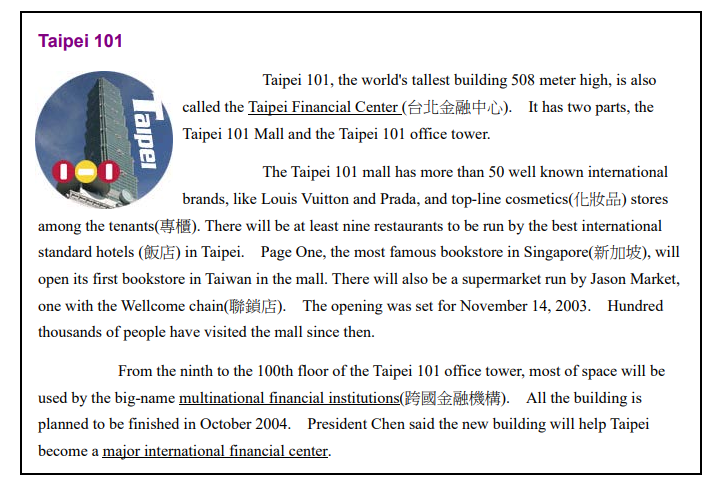 Taipei 101
Taipei 101, the world's tallest building 508 meter high, is also
called the Taipei Financial Center (台北金融中心). It has two parts, the
Taipei 101 Mall and the Taipei 101 office tower.
Taipei
101
The Taipei 101 mall has more than 50 well known international
brands, like Louis Vuitton and Prada, and top-line cosmetics(化妝品) stores
among the tenants(專櫃). There will be at least nine restaurants to be run by the best international
standard hotels (飯店) in Taipei. Page One, the most famous bookstore in Singapore(新加坡), will
open its first bookstore in Taiwan in the mall. There will also be a supermarket run by Jason Market,
one with the Wellcome chain(聯鎖店). The opening was set for November 14, 2003. Hundred
thousands of people have visited the mall since then.
From the ninth to the 100th floor of the Taipei 101 office tower, most of space will be
used by the big-name multinational financial institutions(跨國金融機構). All the building is
planned to be finished in October 2004. President Chen said the new building will help Taipei
become a major international financial center.